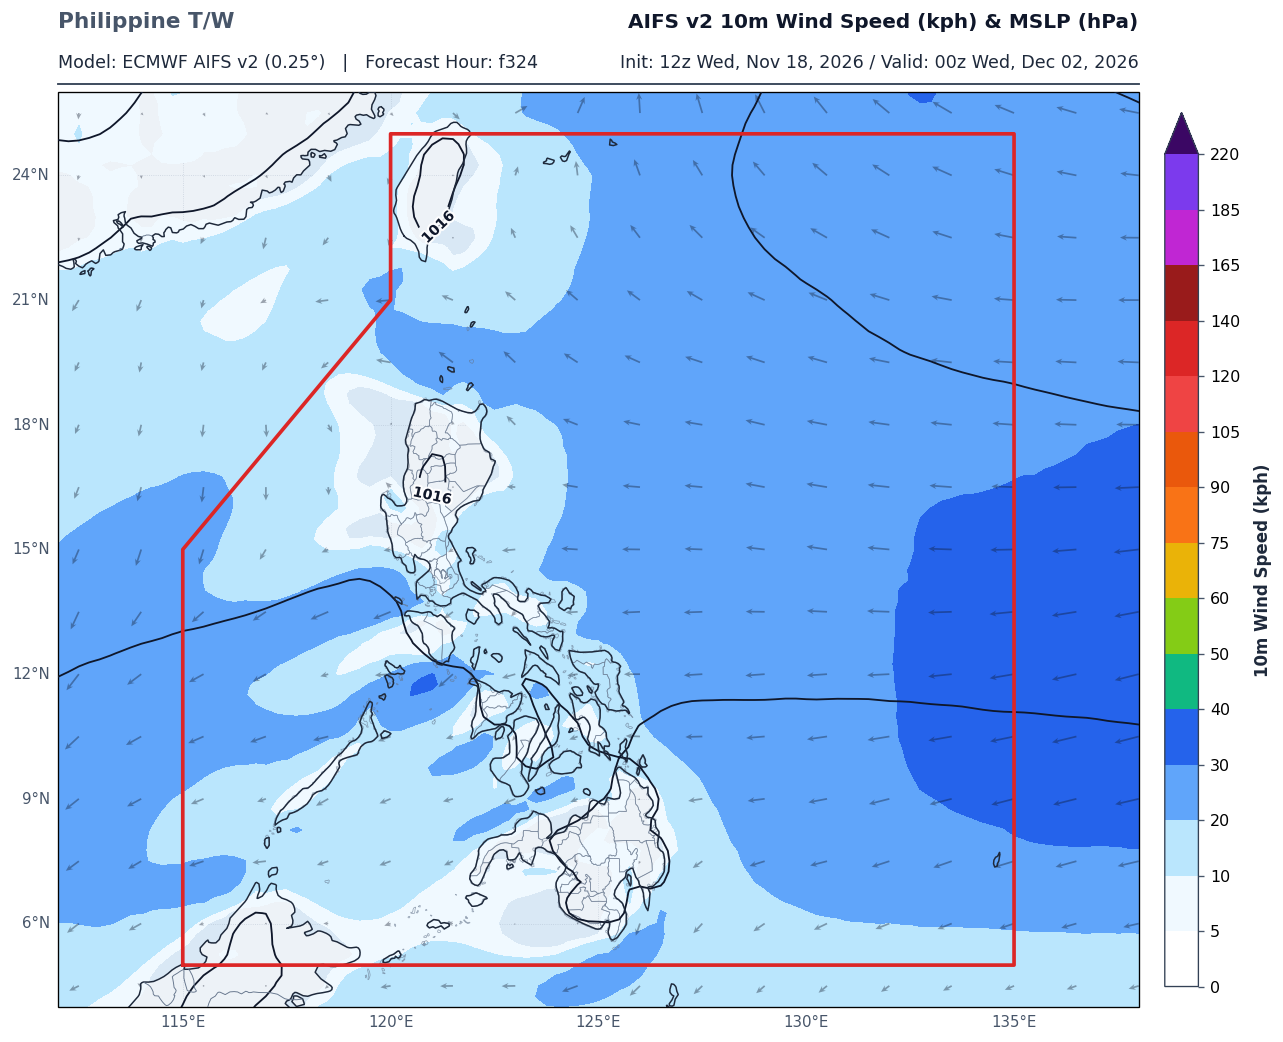 Philippine T/W
AIFS v2 10m Wind Speed (kph) & MSLP (hPa)
Model: ECMWF AIFS v2 (0.25°) | Forecast Hour: f324
Init: 12z Wed, Nov 18, 2026 / Valid: 00z Wed, Dec 02, 2026
24°N
21°N
18°N
15°N
12°N
9°N
6°N
1016
1016
115°E
120°E
125°E
130°E
135°E
220
185
165
140
120
105
90
75
60
50
40
30
20
10
5
0
10m Wind Speed (kph)